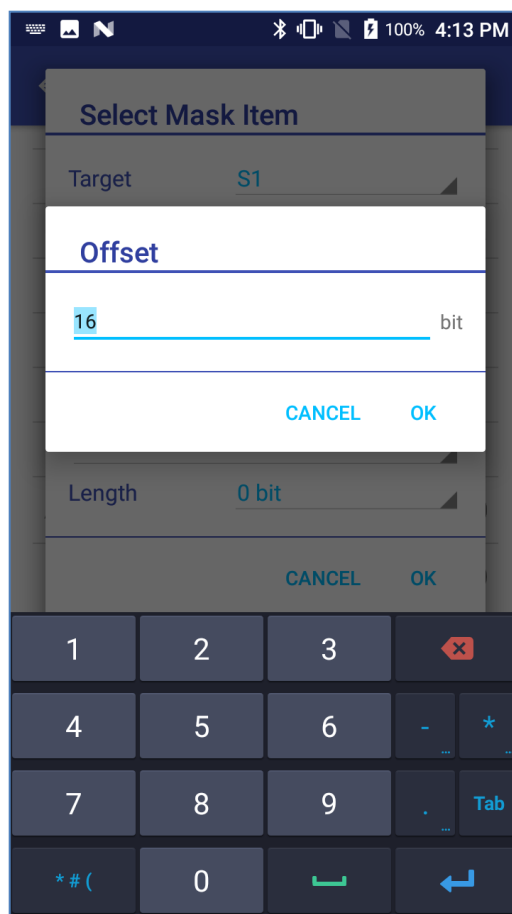 100% 4:13 PM
Select Mask Item
Target S1
Offset
16 bit
CANCEL OK
Length 0 bit
CANCEL OK
1 2 3
4 5 6 - * 
... ...
7 8 9 . Tab
...
*#( 0